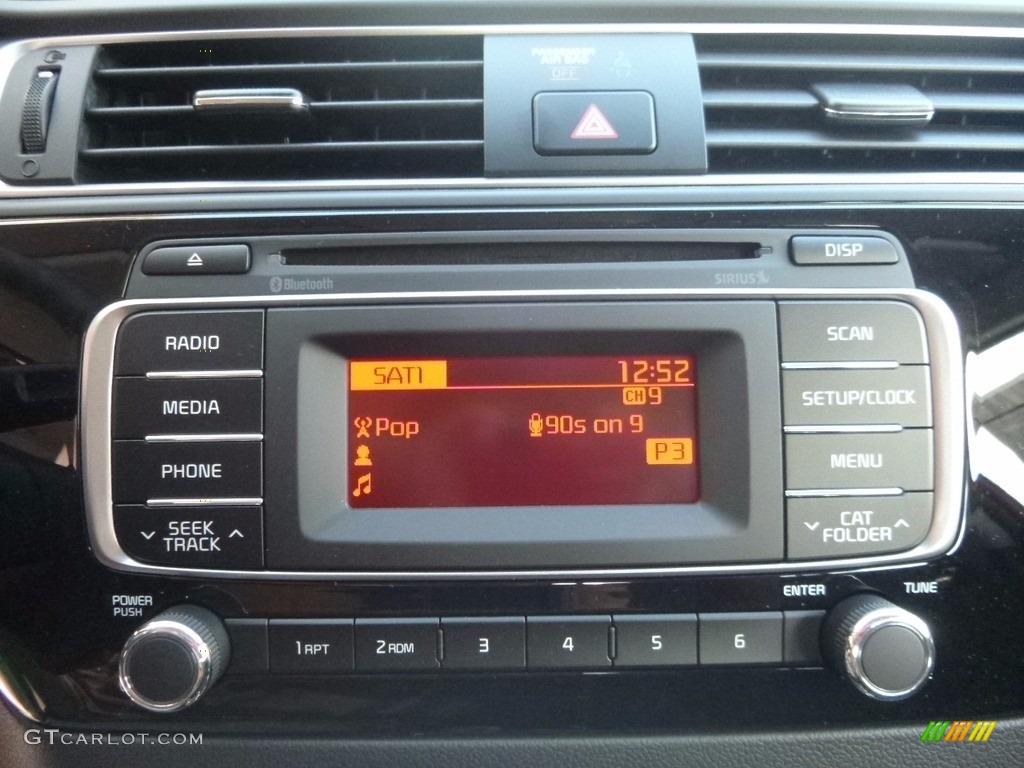 PASSENGER
AIR BAG
OFF
DISP
Bluetooth
SIRIUS
RADIO
MEDIA
PHONE
SEEK
TRACK
SAT1
12:52
CH 9
Pop
90s on 9
P3
SCAN
SETUP/CLOCK
MENU
CAT
FOLDER
POWER
PUSH
ENTER
TUNE
1 RPT
2 RDM
3
4
5
6
GTCARLOT.COM